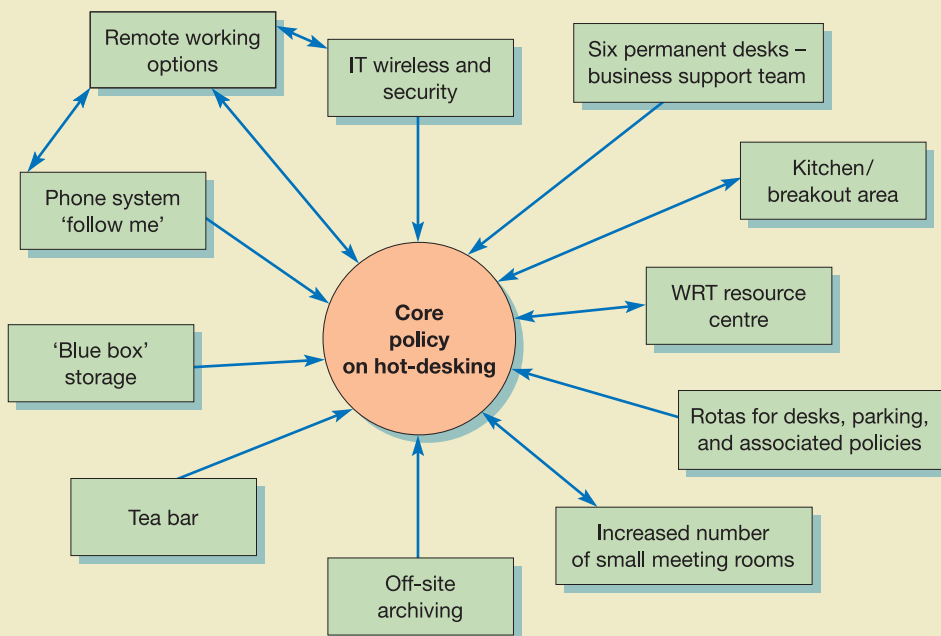 Remote working
options
IT wireless and
security
Six permanent desks –
business support team
Kitchen/
breakout area
Phone system
‘follow me’
WRT resource
centre
Core
policy
on hot-desking
‘Blue box’
storage
Rotas for desks, parking,
and associated policies
Tea bar
Increased number
of small meeting rooms
Off-site
archiving